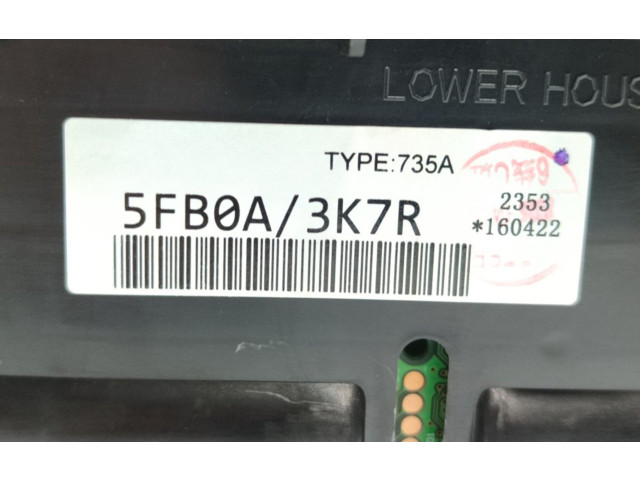 LOWER HOUS
TYPE:735A
5FB0A/3K7R
2353
*160422